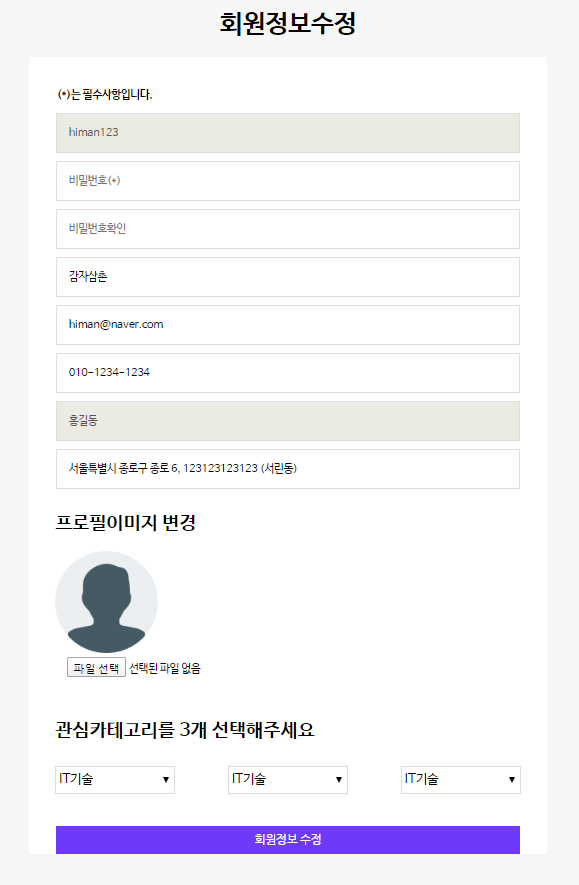 회원정보수정
(*)는 필수사항입니다.
himan123
비밀번호(*)
비밀번호확인
감자삼촌
himan@naver.com
010-1234-1234
홍길동
서울특별시 종로구 종로 6, 123123123123 (서린동)
프로필이미지 변경
파일 선택 선택된 파일 없음
관심카테고리를 3개 선택해주세요
IT기술 IT기술 IT기술
회원정보 수정